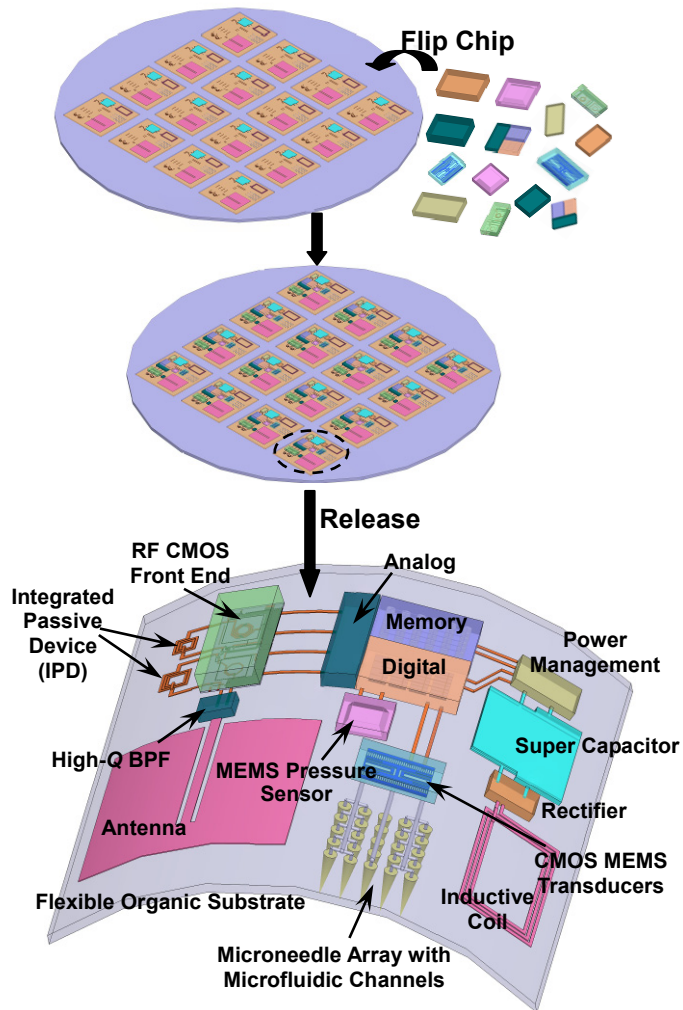 Flip Chip
Release
RF CMOS
Front End
Analog
Integrated
Passive
Device
(IPD)
Memory
Digital
Power
Management
High-Q BPF
MEMS Pressure
Sensor
Super Capacitor
Antenna
Rectifier
CMOS MEMS
Transducers
Inductive
Coil
Flexible Organic Substrate
Microneedle Array with
Microfluidic Channels